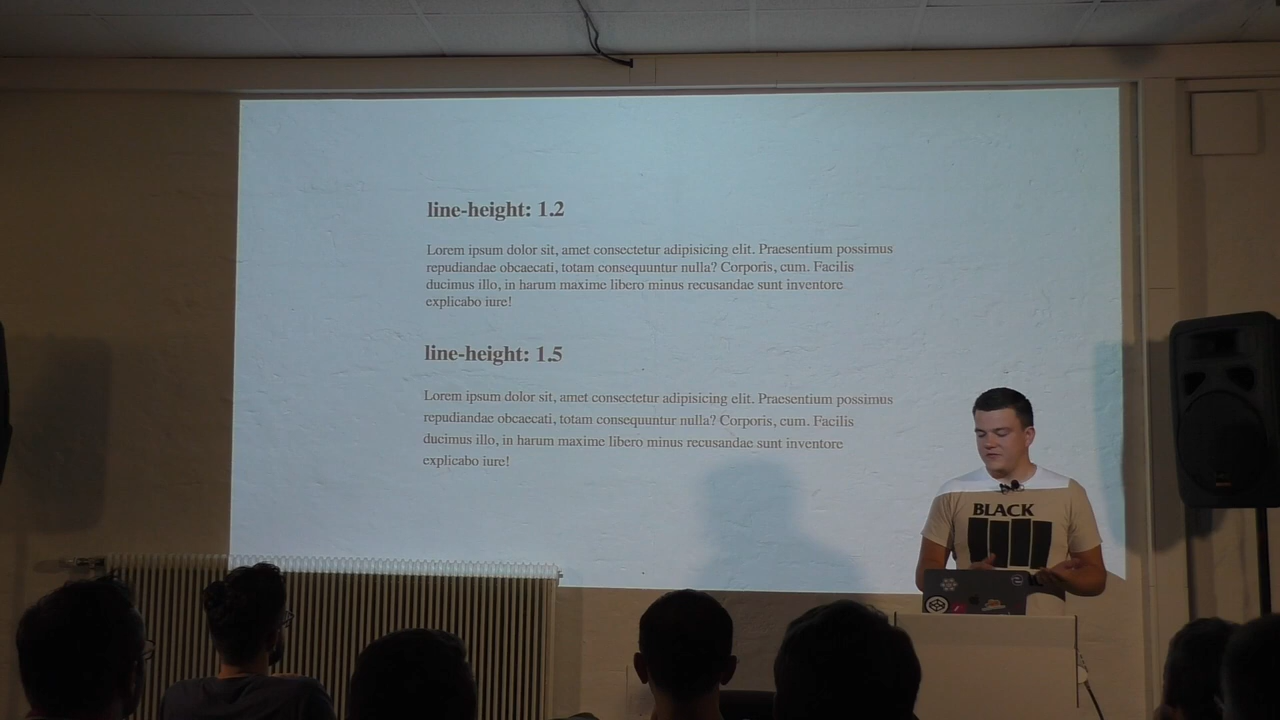 line-height: 1.2
Lorem ipsum dolor sit, amet consectetur adipisicing elit. Praesentium possimus
repudiandae obcaecati, totam consequuntur nulla? Corporis, cum. Facilis
ducimus illo, in harum maxime libero minus recusandae sunt inventore
explicabo iure!
line-height: 1.5
Lorem ipsum dolor sit, amet consectetur adipisicing elit. Praesentium possimus
repudiandae obcaecati, totam consequuntur nulla? Corporis, cum. Facilis
ducimus illo, in harum maxime libero minus recusandae sunt inventore
explicabo iure!
BLACK